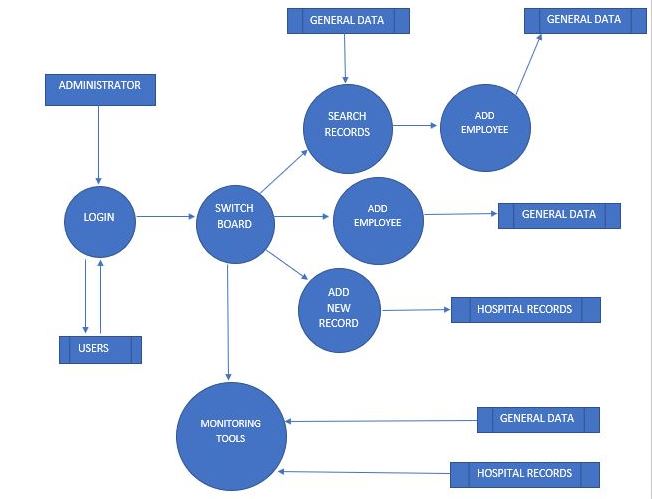 GENERAL DATA
GENERAL DATA
ADMINISTRATOR
SEARCH
RECORDS
ADD
EMPLOYEE
LOGIN
SWITCH
BOARD
ADD
EMPLOYEE
GENERAL DATA
ADD
NEW
RECORD
HOSPITAL RECORDS
USERS
MONITORING
TOOLS
GENERAL DATA
HOSPITAL RECORDS